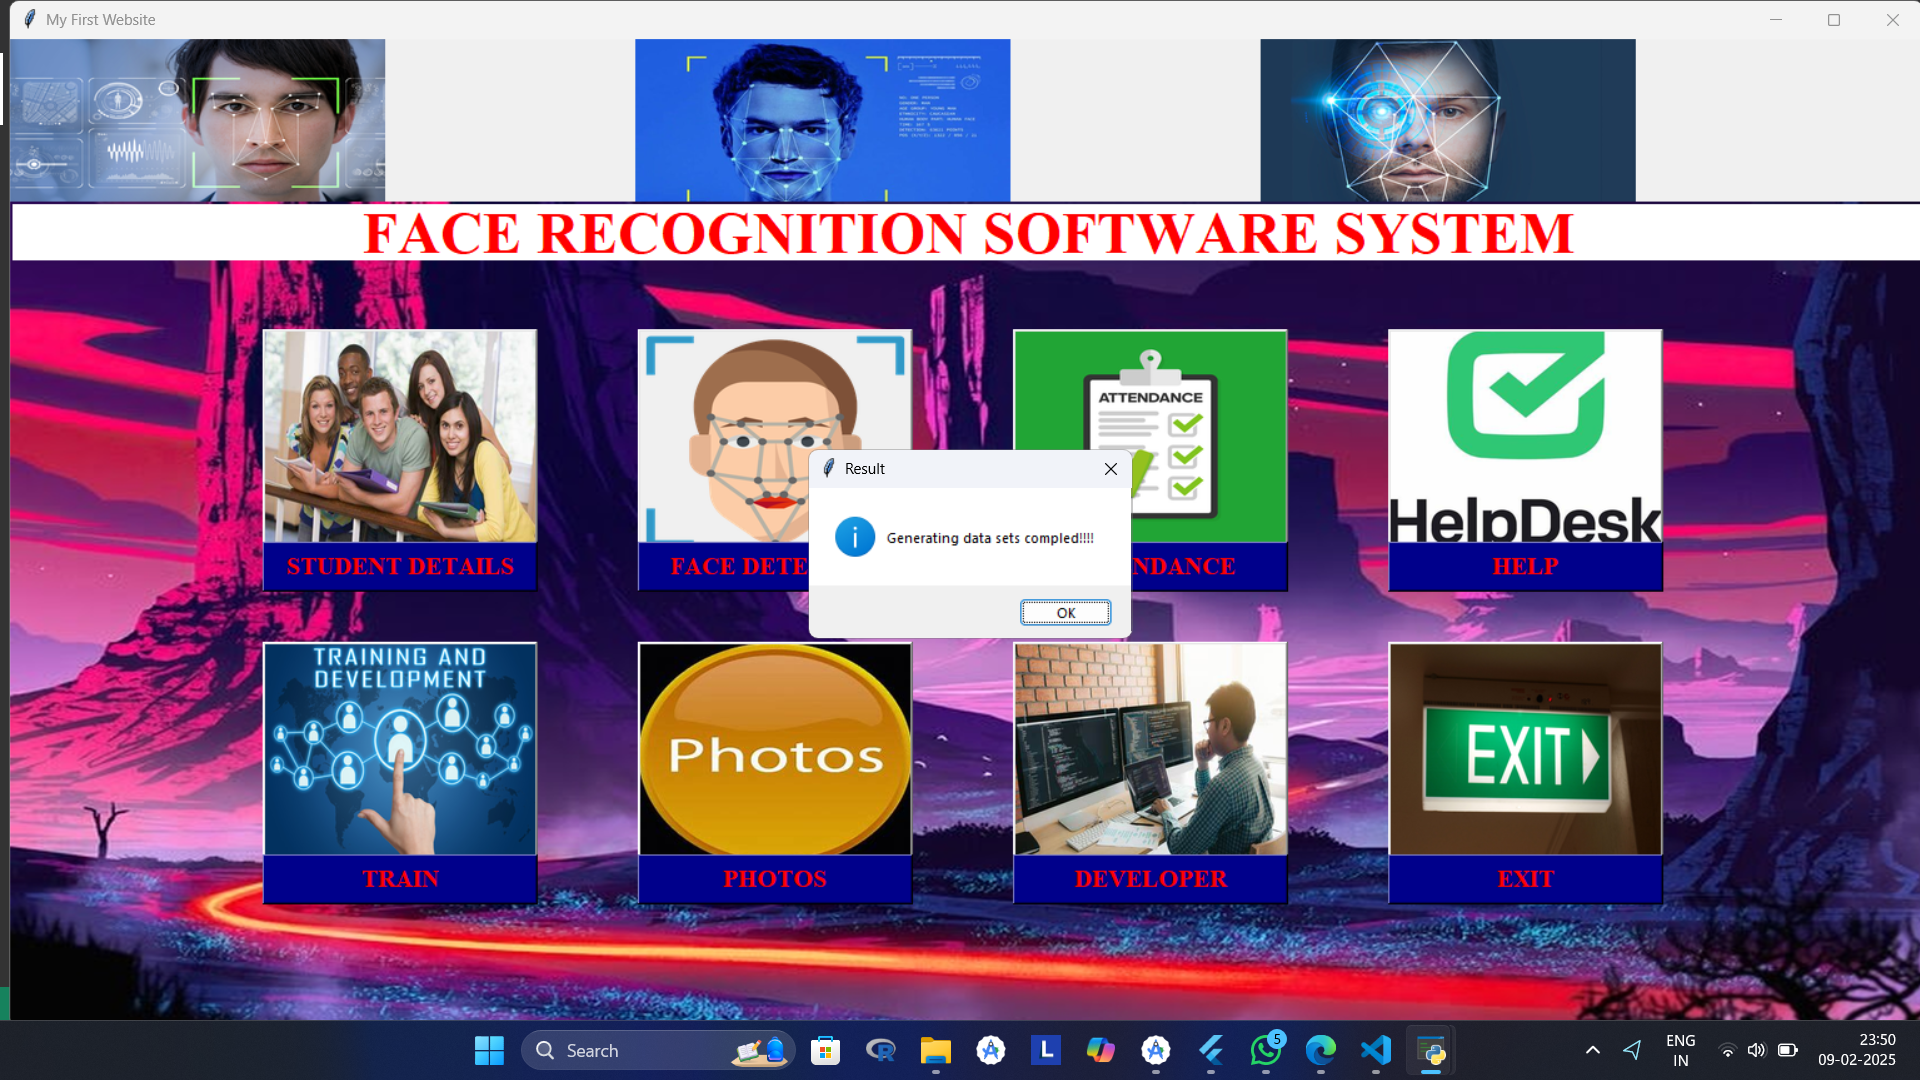 My First Website
FACE RECOGNITION SOFTWARE SYSTEM
ATTENDANCE
HelpDesk
Result
Generating data sets compled!!!!
OK
STUDENT DETAILS
FACE DETE
NDANCE
HELP
TRAINING AND
DEVELOPMENT
Photos
EXIT
TRAIN
PHOTOS
DEVELOPER
EXIT
Search
L
R
5
ENG
IN
23:50
09-02-2025